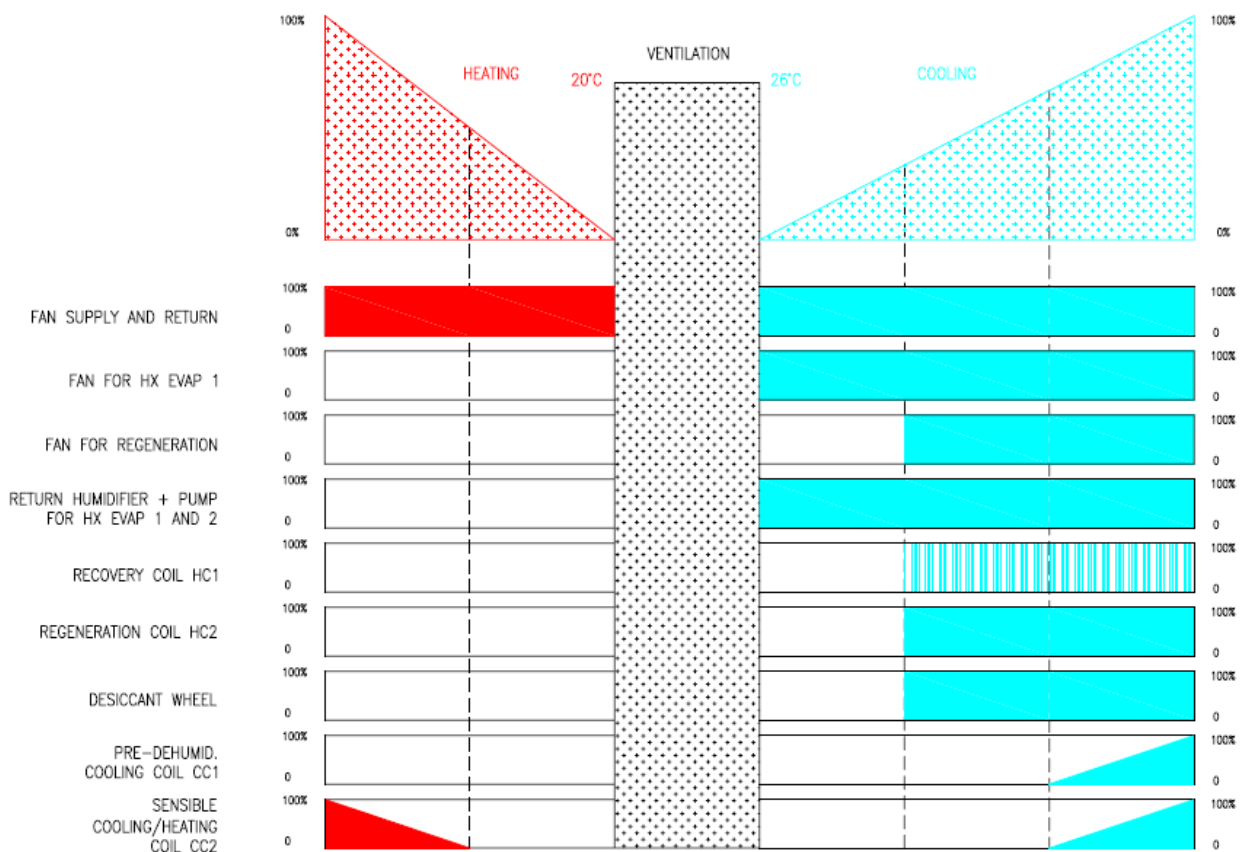 100%
VENTILATION
100%
HEATING
20°C
26°C
COOLING
0%
0%
FAN SUPPLY AND RETURN
100%
0
100%
0
FAN FOR HX EVAP 1
100%
0
100%
0
FAN FOR REGENERATION
100%
0
100%
0
RETURN HUMIDIFIER + PUMP
FOR HX EVAP 1 AND 2
100%
0
100%
0
RECOVERY COIL HC1
100%
0
100%
0
REGENERATION COIL HC2
100%
0
100%
0
DESICCANT WHEEL
100%
0
100%
0
PRE-DEHUMID.
COOLING COIL CC1
100%
0
100%
0
SENSIBLE
COOLING/HEATING
COIL CC2
100%
0
100%
0